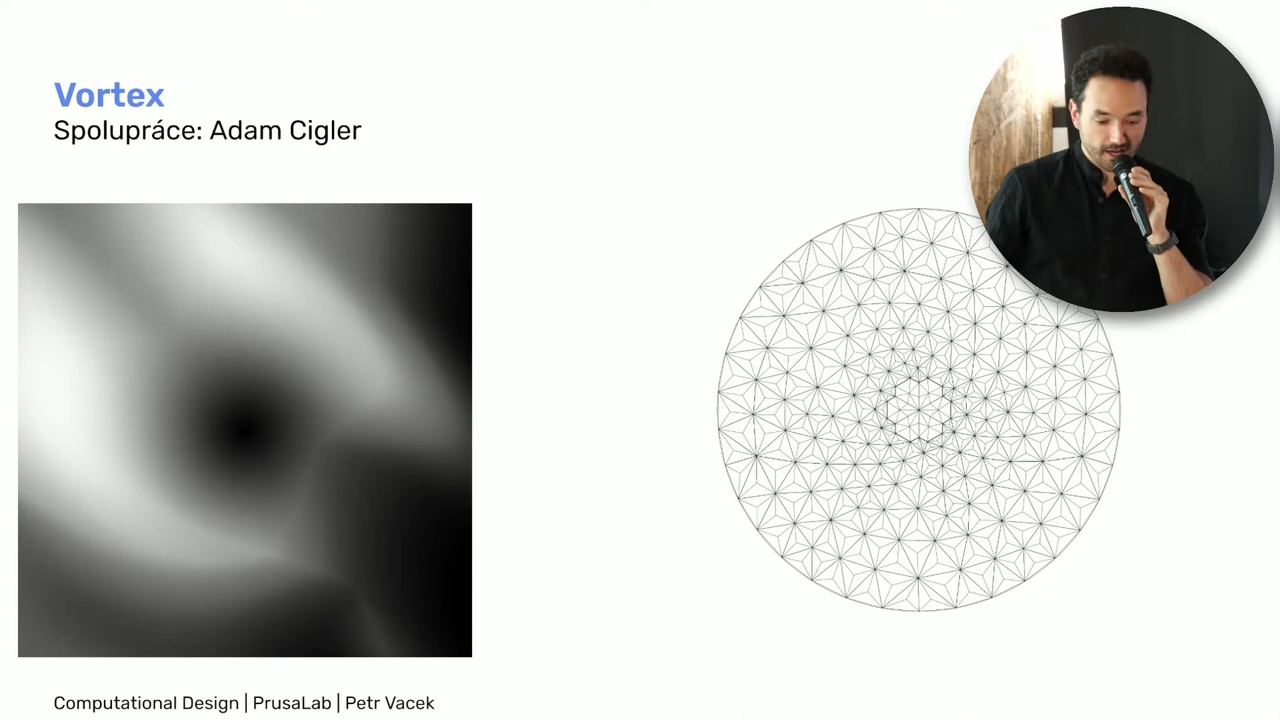 Vortex
Spolupráce: Adam Cigler
Computational Design | PrusaLab | Petr Vacek